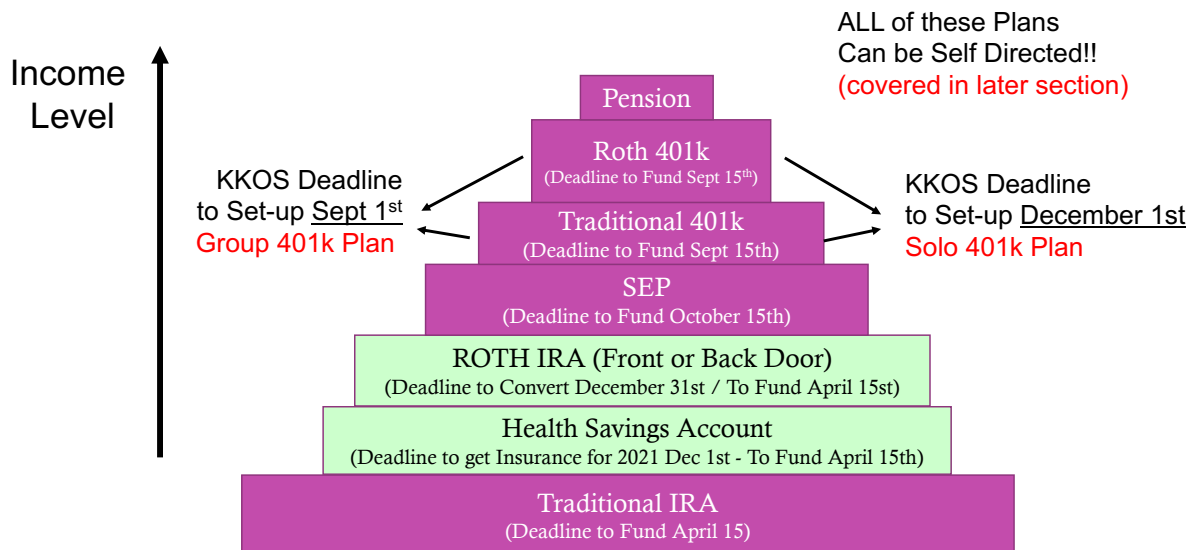 ALL of these Plans
Can be Self Directed!!
(covered in later section)
Income
Level
Pension
Roth 401k
(Deadline to Fund Sept 15th)
KKOS Deadline
to Set-up Sept 1st
Group 401k Plan
KKOS Deadline
to Set-up December 1st
Solo 401k Plan
Traditional 401k
(Deadline to Fund Sept 15th)
SEP
(Deadline to Fund October 15th)
ROTH IRA (Front or Back Door)
(Deadline to Convert December 31st / To Fund April 15st)
Health Savings Account
(Deadline to get Insurance for 2021 Dec 1st - To Fund April 15th)
Traditional IRA
(Deadline to Fund April 15)